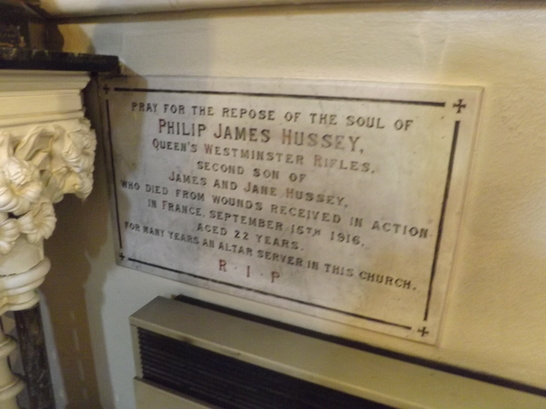 PRAY FOR THE REPOSE OF THE SOUL OF
PHILIP JAMES HUSSEY,
QUEEN'S WESTMINSTER RIFLES,
SECOND SON OF
JAMES AND JANE HUSSEY,
WHO DIED FROM WOUNDS RECEIVED IN ACTION
IN FRANCE, SEPTEMBER 15TH 1916,
AGED 22 YEARS.
FOR MANY YEARS AN ALTAR SERVER IN THIS CHURCH.
R · I · P